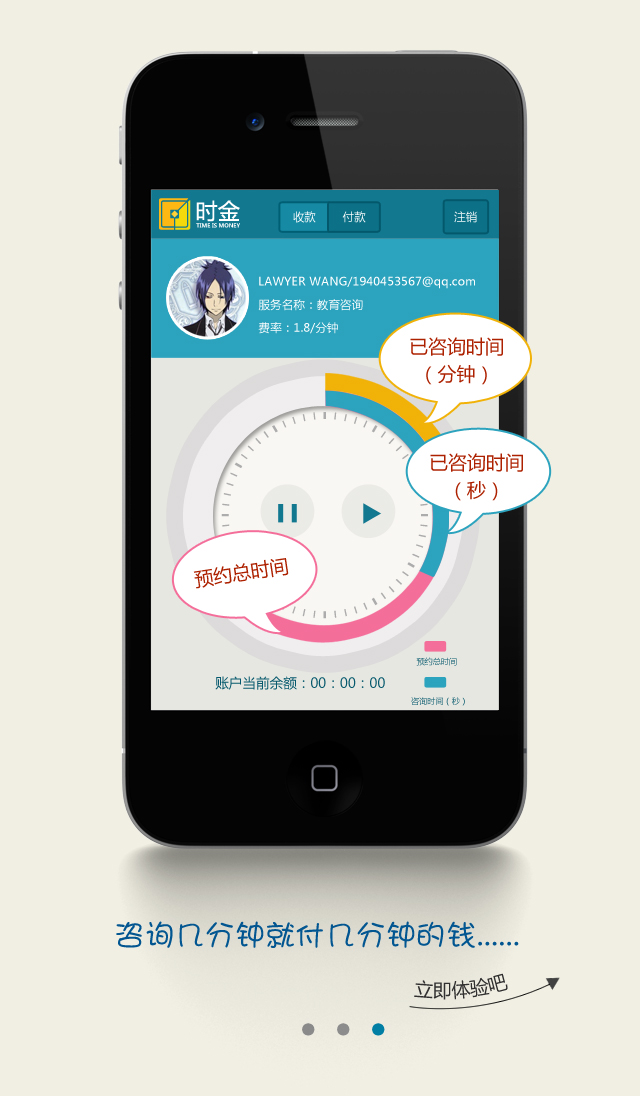 时金
TIME IS MONEY
收款
付款
注销
LAWYER WANG/1940453567@qq.com
服务名称：教育咨询
费率：1.8/分钟
已咨询时间
（分钟）
已咨询时间
（秒）
预约总时间
预约总时间
账户当前余额：00：00：00
咨询时间（秒）
咨询几分钟就付几分钟的钱......
立即体验吧